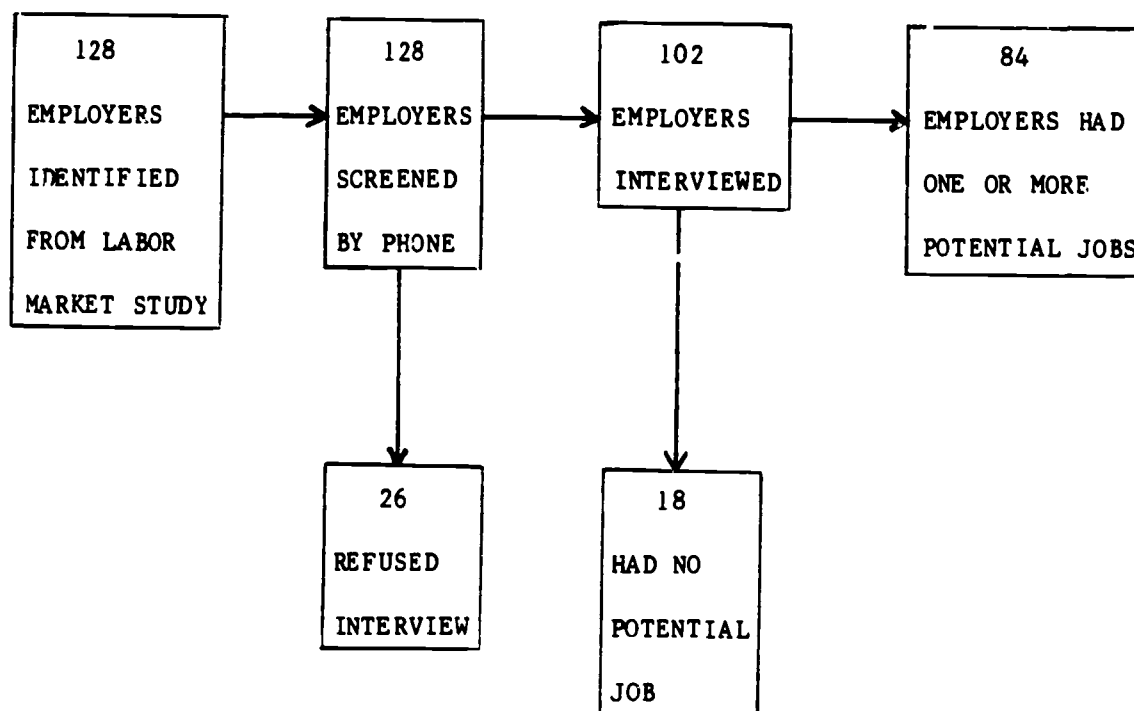 128
EMPLOYERS
IDENTIFIED
FROM LABOR
MARKET STUDY
128
EMPLOYERS
SCREENED
BY PHONE
102
EMPLOYERS
INTERVIEWED
84
EMPLOYERS HAD
ONE OR MORE
POTENTIAL JOBS
26
REFUSED
INTERVIEW
18
HAD NO
POTENTIAL
JOB